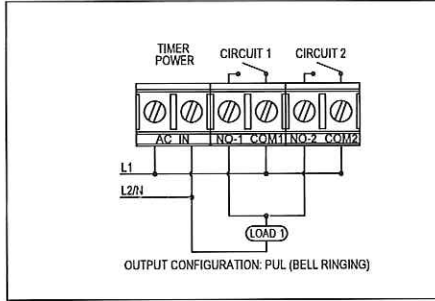 TIMER POWER
CIRCUIT 1
CIRCUIT 2
AC IN
NO-1
COM1
NO-2
COM2
L1
L2/N
LOAD 1
OUTPUT CONFIGURATION: PUL (BELL RINGING)